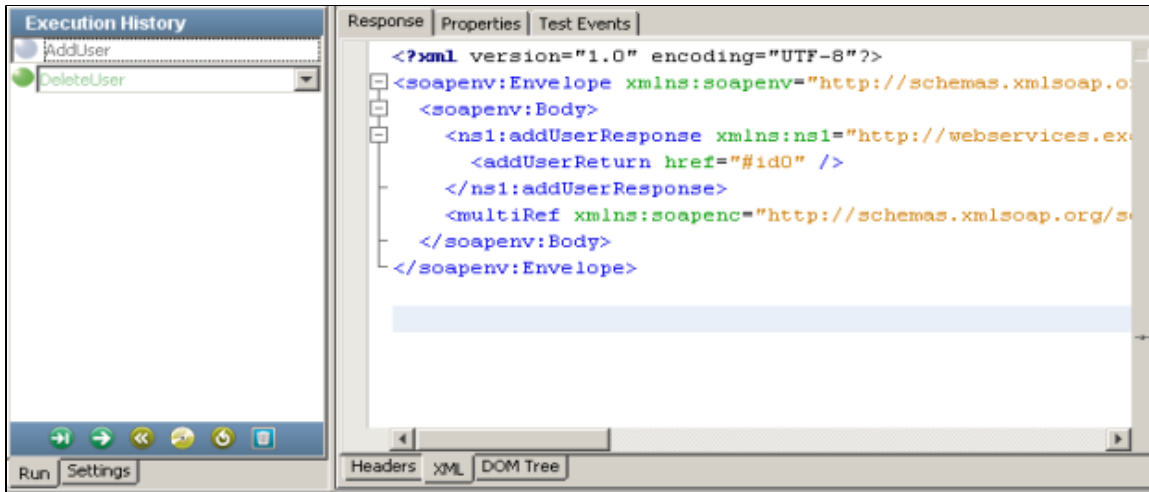 Execution History
AddUser
DeleteUser
Run Settings
Response Properties Test Events
<?xml version="1.0" encoding="UTF-8"?>
<soapenv:Envelope xmlns:soapenv="http://schemas.xmlsoap.o
<soapenv:Body>
<ns1:addUserResponse xmlns:ns1="http://webservices.ex
<addUserReturn href="#id0" />
</ns1:addUserResponse>
<multiRef xmlns:soapenc="http://schemas.xmlsoap.org/s
</soapenv:Body>
</soapenv:Envelope>
Headers XML DOM Tree